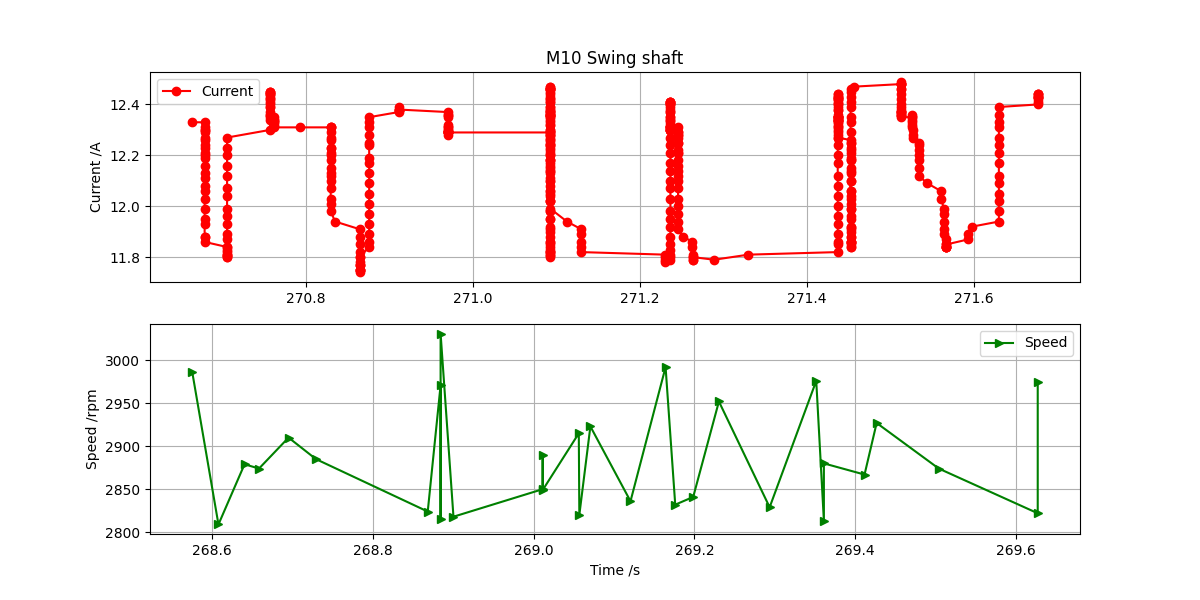 M10 Swing shaft
Current
Current /A
12.4
12.2
12.0
11.8
270.8 271.0 271.2 271.4 271.6
Speed
Speed /rpm
3000
2950
2900
2850
2800
268.6 268.8 269.0 269.2 269.4 269.6
Time /s